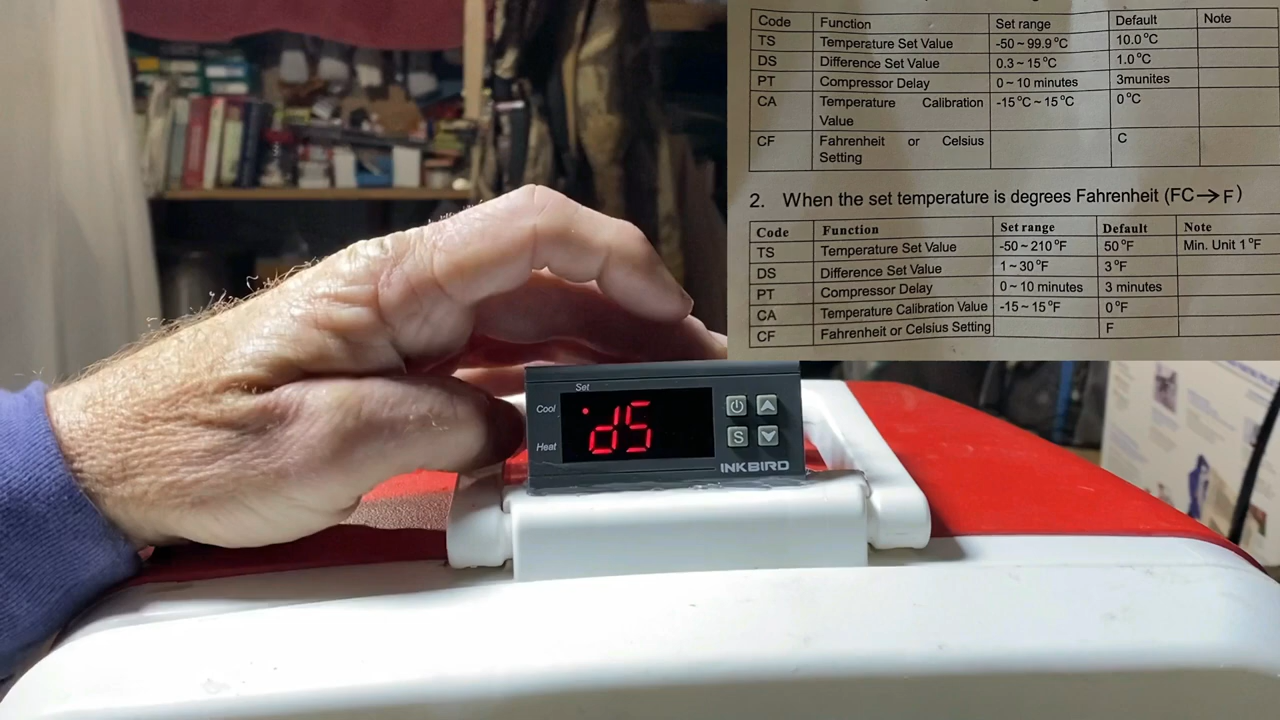 Code Function Set range Default Note
TS Temperature Set Value -50 ~ 99.9°C 10.0°C
DS Difference Set Value 0.3 ~ 15°C 1.0°C
PT Compressor Delay 0 ~ 10 minutes 3munites
CA Temperature Calibration Value -15°C ~ 15°C 0°C
CF Fahrenheit or Celsius Setting C
2. When the set temperature is degrees Fahrenheit (FC→F)
Code Function Set range Default Note
TS Temperature Set Value -50 ~ 210°F 50°F Min. Unit 1°F
DS Difference Set Value 1 ~ 30°F 3°F
PT Compressor Delay 0 ~ 10 minutes 3 minutes
CA Temperature Calibration Value -15 ~ 15°F 0°F
CF Fahrenheit or Celsius Setting F
Set
Cool
dS
Heat
S
INKBIRD